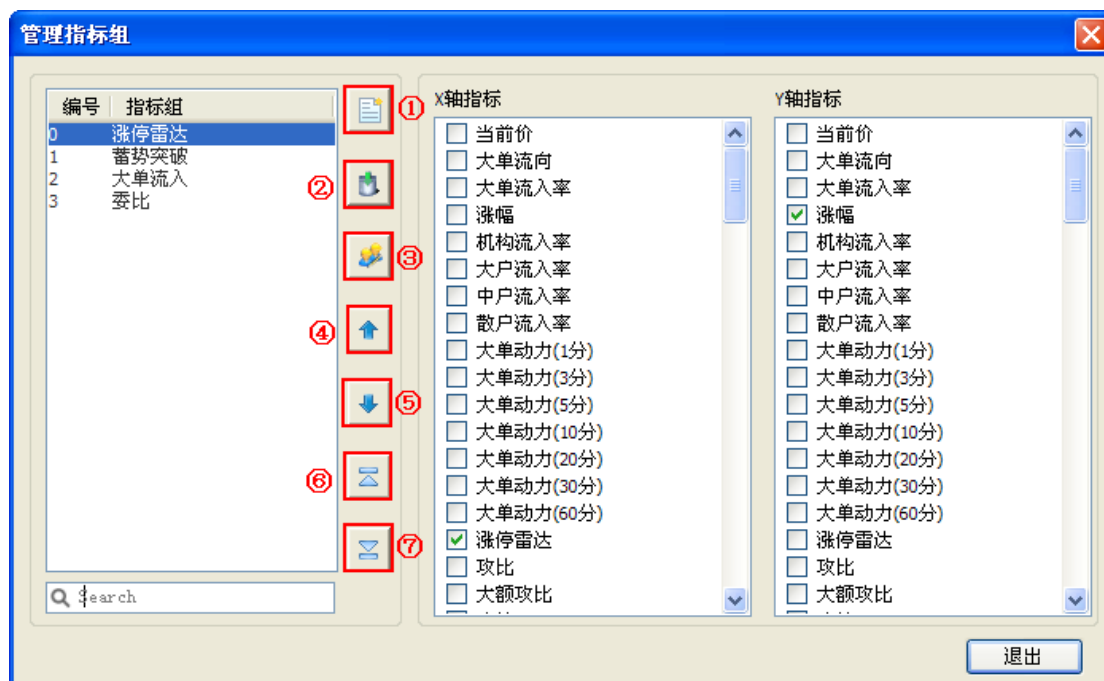 管理指标组
编号 指标组
0 涨停雷达
1 蓄势突破
2 大单流入
3 委比
Search
①
②
③
④
⑤
⑥
⑦
X轴指标
当前价
大单流向
大单流入率
涨幅
机构流入率
大户流入率
中户流入率
散户流入率
大单动力(1分)
大单动力(3分)
大单动力(5分)
大单动力(10分)
大单动力(20分)
大单动力(30分)
大单动力(60分)
涨停雷达
攻比
大额攻比
Y轴指标
当前价
大单流向
大单流入率
涨幅
机构流入率
大户流入率
中户流入率
散户流入率
大单动力(1分)
大单动力(3分)
大单动力(5分)
大单动力(10分)
大单动力(20分)
大单动力(30分)
大单动力(60分)
涨停雷达
攻比
大额攻比
退出